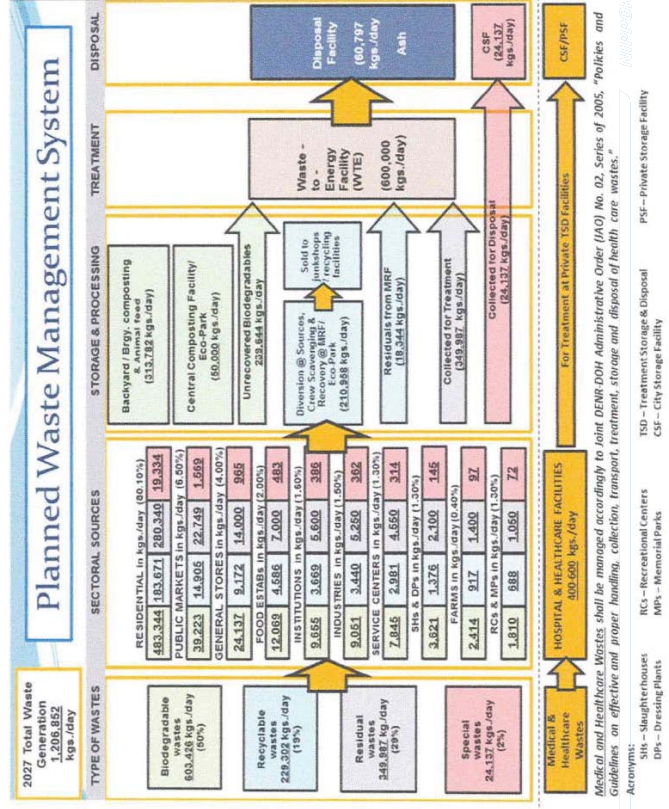 Planned Waste Management System
2027 Total Waste
Generation
1,206,852
kgs./day
TYPE OF WASTES
SECTORAL SOURCES
STORAGE & PROCESSING
TREATMENT
DISPOSAL
Biodegradable
wastes
603,426 kgs./day
(50%)
Recyclable
wastes
229,302 kg./day
(19%)
Residual
wastes
349,987 kg./day
(29%)
Special
wastes
24,137 kgs./day
(2%)
RESIDENTIAL in kgs./day (80.10%)
483,344 183,671 280,340 19,334
PUBLIC MARKETS in kgs./day (6.50%)
39,223 14,905 22,749 1,569
GENERAL STORES in kgs./day (4.00%)
24,137 9,172 14,000 965
FOOD ESTABS in kgs./day (2.00%)
12,069 4,586 7,000 483
INSTITUTIONS in kgs./day (1.60%)
9,655 3,669 5,600 386
INDUSTRIES in kgs./day (1.50%)
9,051 3,440 5,250 362
SERVICE CENTERS in kgs./day (1.30%)
7,845 2,981 4,550 314
SHs & DPs in kgs./day (1.30%)
3,621 1,376 2,100 145
FARMS in kgs./day (0.40%)
2,414 917 1,400 97
RCs & MPs in kgs./day (1.30%)
1,810 688 1,050 72
Backyard / Brgy. composting
& Animal feed
(313,782 kgs./day)
Central Composting Facility/
Eco-Park
(50,000 kgs./day)
Unrecovered Biodegradables
239,644 kgs./day
Diversion @ Sources,
Crew Scavenging &
Recovery @ MRF/
Eco Park
(210,958 kgs./day)
Sold to
junkshops
/ recycling
facilities
Residuals from MRF
(18,344 kgs./day)
Collected for Treatment
(349,987 kgs./day)
Collected for Disposal
(24,137 kgs./day)
Waste -
to -
Energy
Facility
(WTE)
(600,000
kgs./day)
Disposal
Facility
(60,797
kgs./day)
Ash
CSF
(24,137
kgs./day)
Medical &
Healthcare
Wastes
HOSPITAL & HEALTHCARE FACILITIES
400-600 kgs./day
For Treatment at Private TSD Facilities
CSF/PSF
Medical and Healthcare Wastes shall be managed accordingly to Joint DENR-DOH Administrative Order (JAO) No. 02, Series of 2005, "Policies and
Guidelines on effective and proper handling, collection, transport, treatment, storage and disposal of health care wastes."
Acronyms:
SHs – Slaughterhouses RCs – Recreational Centers TSD – Treatment Storage & Disposal PSF – Private Storage Facility
DPs – Dressing Plants MPs – Memorial Parks CSF – City Storage Facility